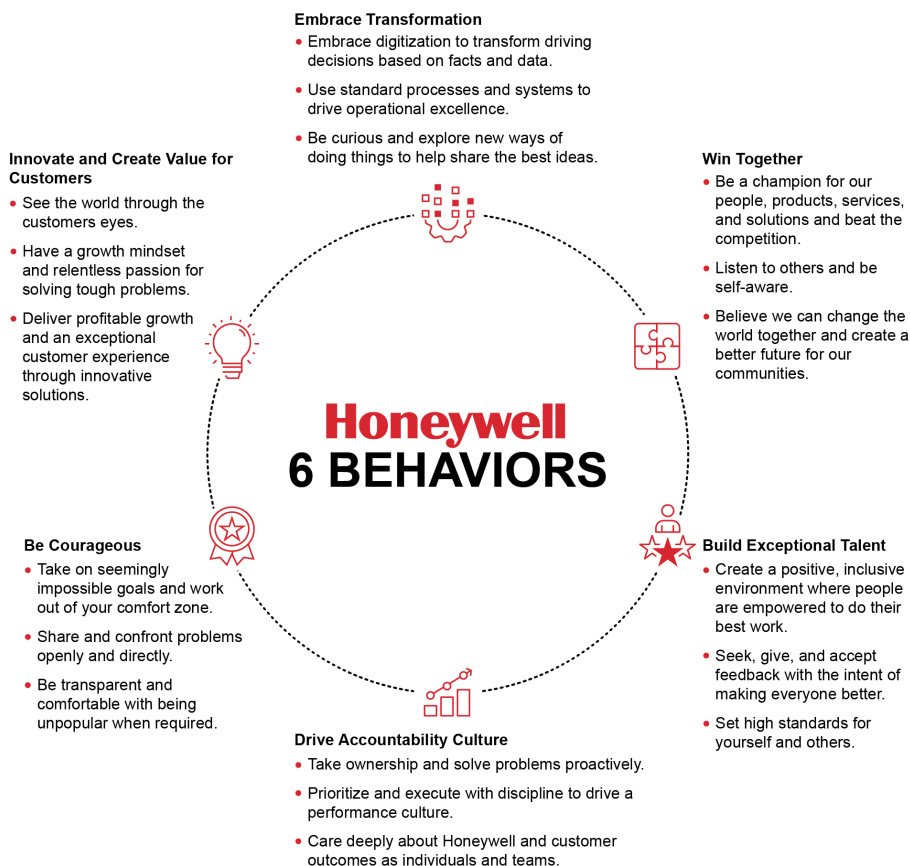 Embrace Transformation
• Embrace digitization to transform driving
decisions based on facts and data.
• Use standard processes and systems to
drive operational excellence.
• Be curious and explore new ways of
doing things to help share the best ideas.
Innovate and Create Value for
Customers
• See the world through the
customers eyes.
• Have a growth mindset
and relentless passion for
solving tough problems.
• Deliver profitable growth
and an exceptional
customer experience
through innovative
solutions.
Win Together
• Be a champion for our
people, products, services,
and solutions and beat the
competition.
• Listen to others and be
self-aware.
• Believe we can change the
world together and create a
better future for our
communities.
Honeywell
6 BEHAVIORS
Be Courageous
• Take on seemingly
impossible goals and work
out of your comfort zone.
• Share and confront problems
openly and directly.
• Be transparent and
comfortable with being
unpopular when required.
Build Exceptional Talent
• Create a positive, inclusive
environment where people
are empowered to do their
best work.
• Seek, give, and accept
feedback with the intent of
making everyone better.
• Set high standards for
yourself and others.
Drive Accountability Culture
• Take ownership and solve problems proactively.
• Prioritize and execute with discipline to drive a
performance culture.
• Care deeply about Honeywell and customer
outcomes as individuals and teams.